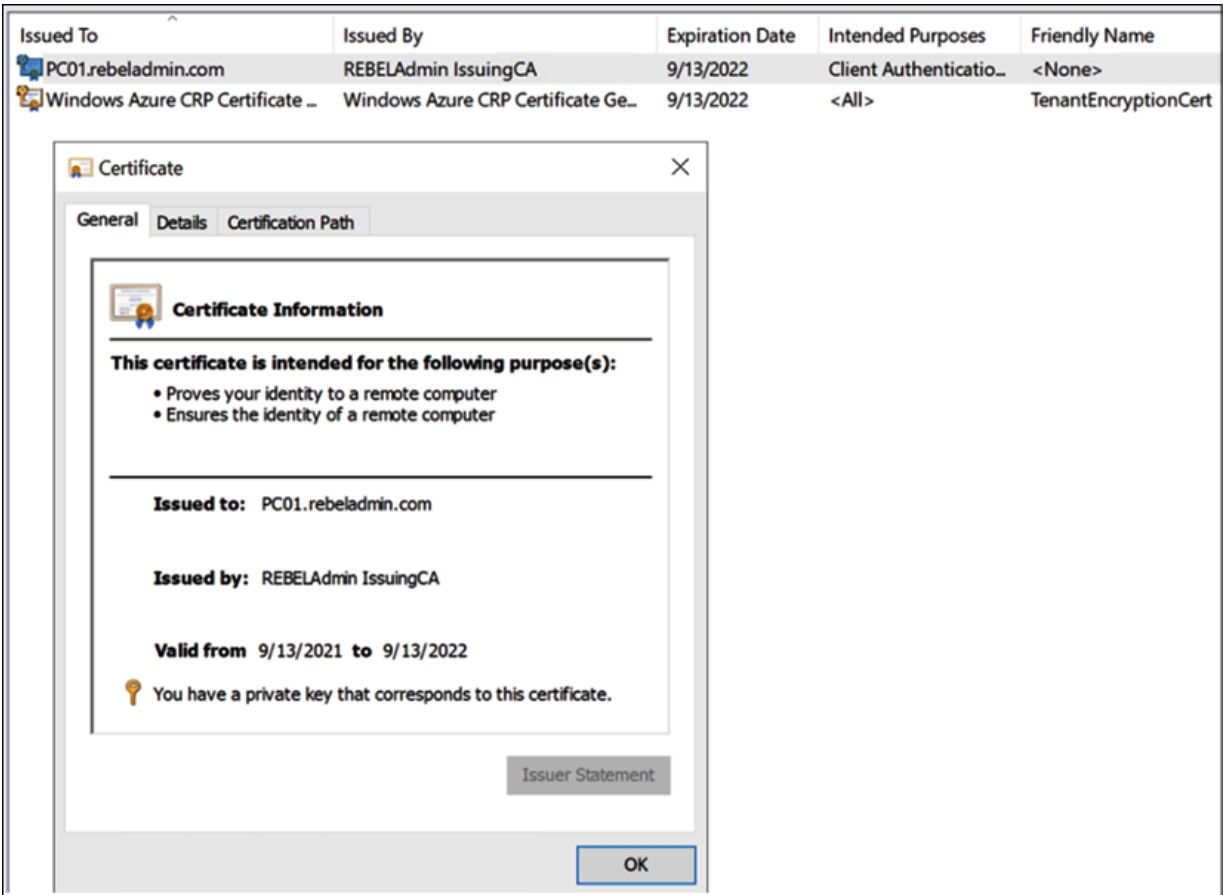 Issued To Issued By Expiration Date Intended Purposes Friendly Name
PC01.rebeladmin.com REBELAdmin IssuingCA 9/13/2022 Client Authenticatio... <None>
Windows Azure CRP Certificate ... Windows Azure CRP Certificate Ge... 9/13/2022 <All> TenantEncryptionCert
Certificate
General Details Certification Path
Certificate Information
This certificate is intended for the following purpose(s):
• Proves your identity to a remote computer
• Ensures the identity of a remote computer
Issued to: PC01.rebeladmin.com
Issued by: REBELAdmin IssuingCA
Valid from 9/13/2021 to 9/13/2022
You have a private key that corresponds to this certificate.
Issuer Statement
OK